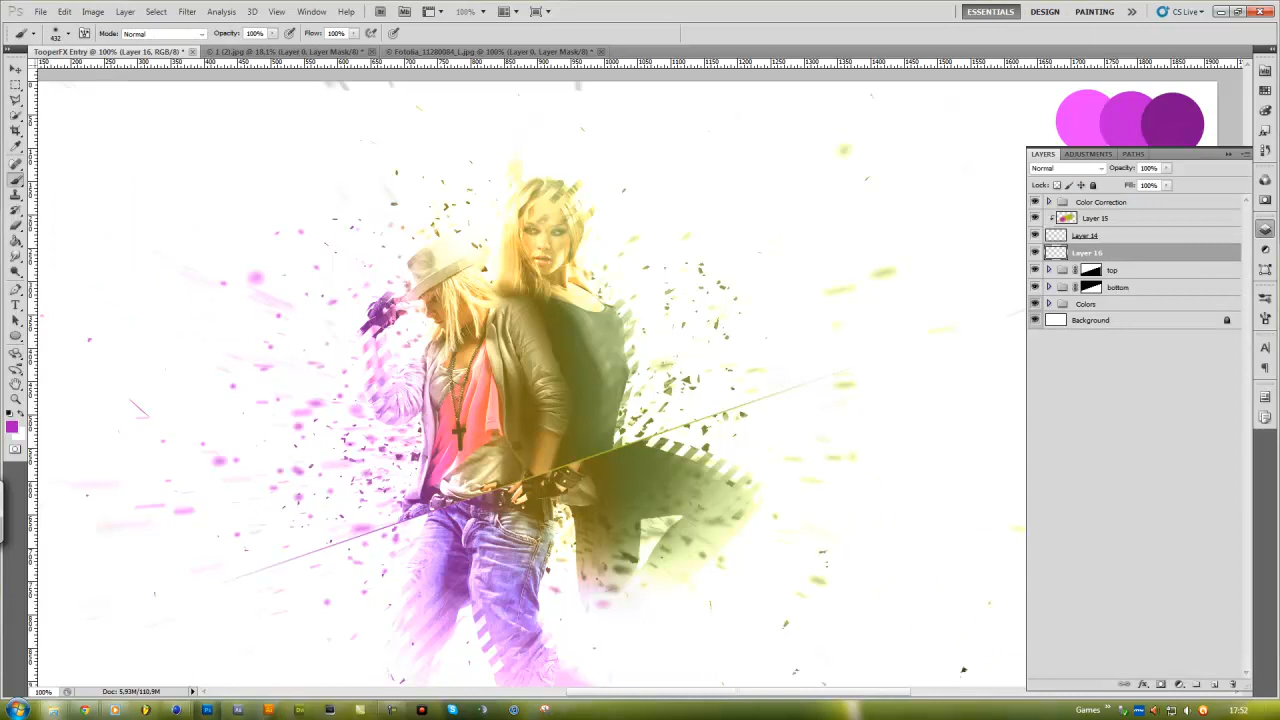 Ps File Edit Image Layer Select Filter Analysis 3D View Window Help Br Mb 100% ESSENTIALS DESIGN PAINTING CS Live
432 Mode: Normal Opacity: 100% Flow: 100%
TooperFX Entry @ 100% (Layer 16, RGB/8) * © 1 (2).jpg @ 18,1% (Layer 0, Layer Mask/8) * © Fotolia_11280084_L.jpg @ 100% (Layer 0, Layer Mask/8) *
LAYERS ADJUSTMENTS PATHS
Normal Opacity: 100%
Lock: Fill: 100%
Color Correction
Layer 15
Layer 14
Layer 16
top
bottom
Colors
Background
100% Doc: 5,93M/110,9M
Games 17:52